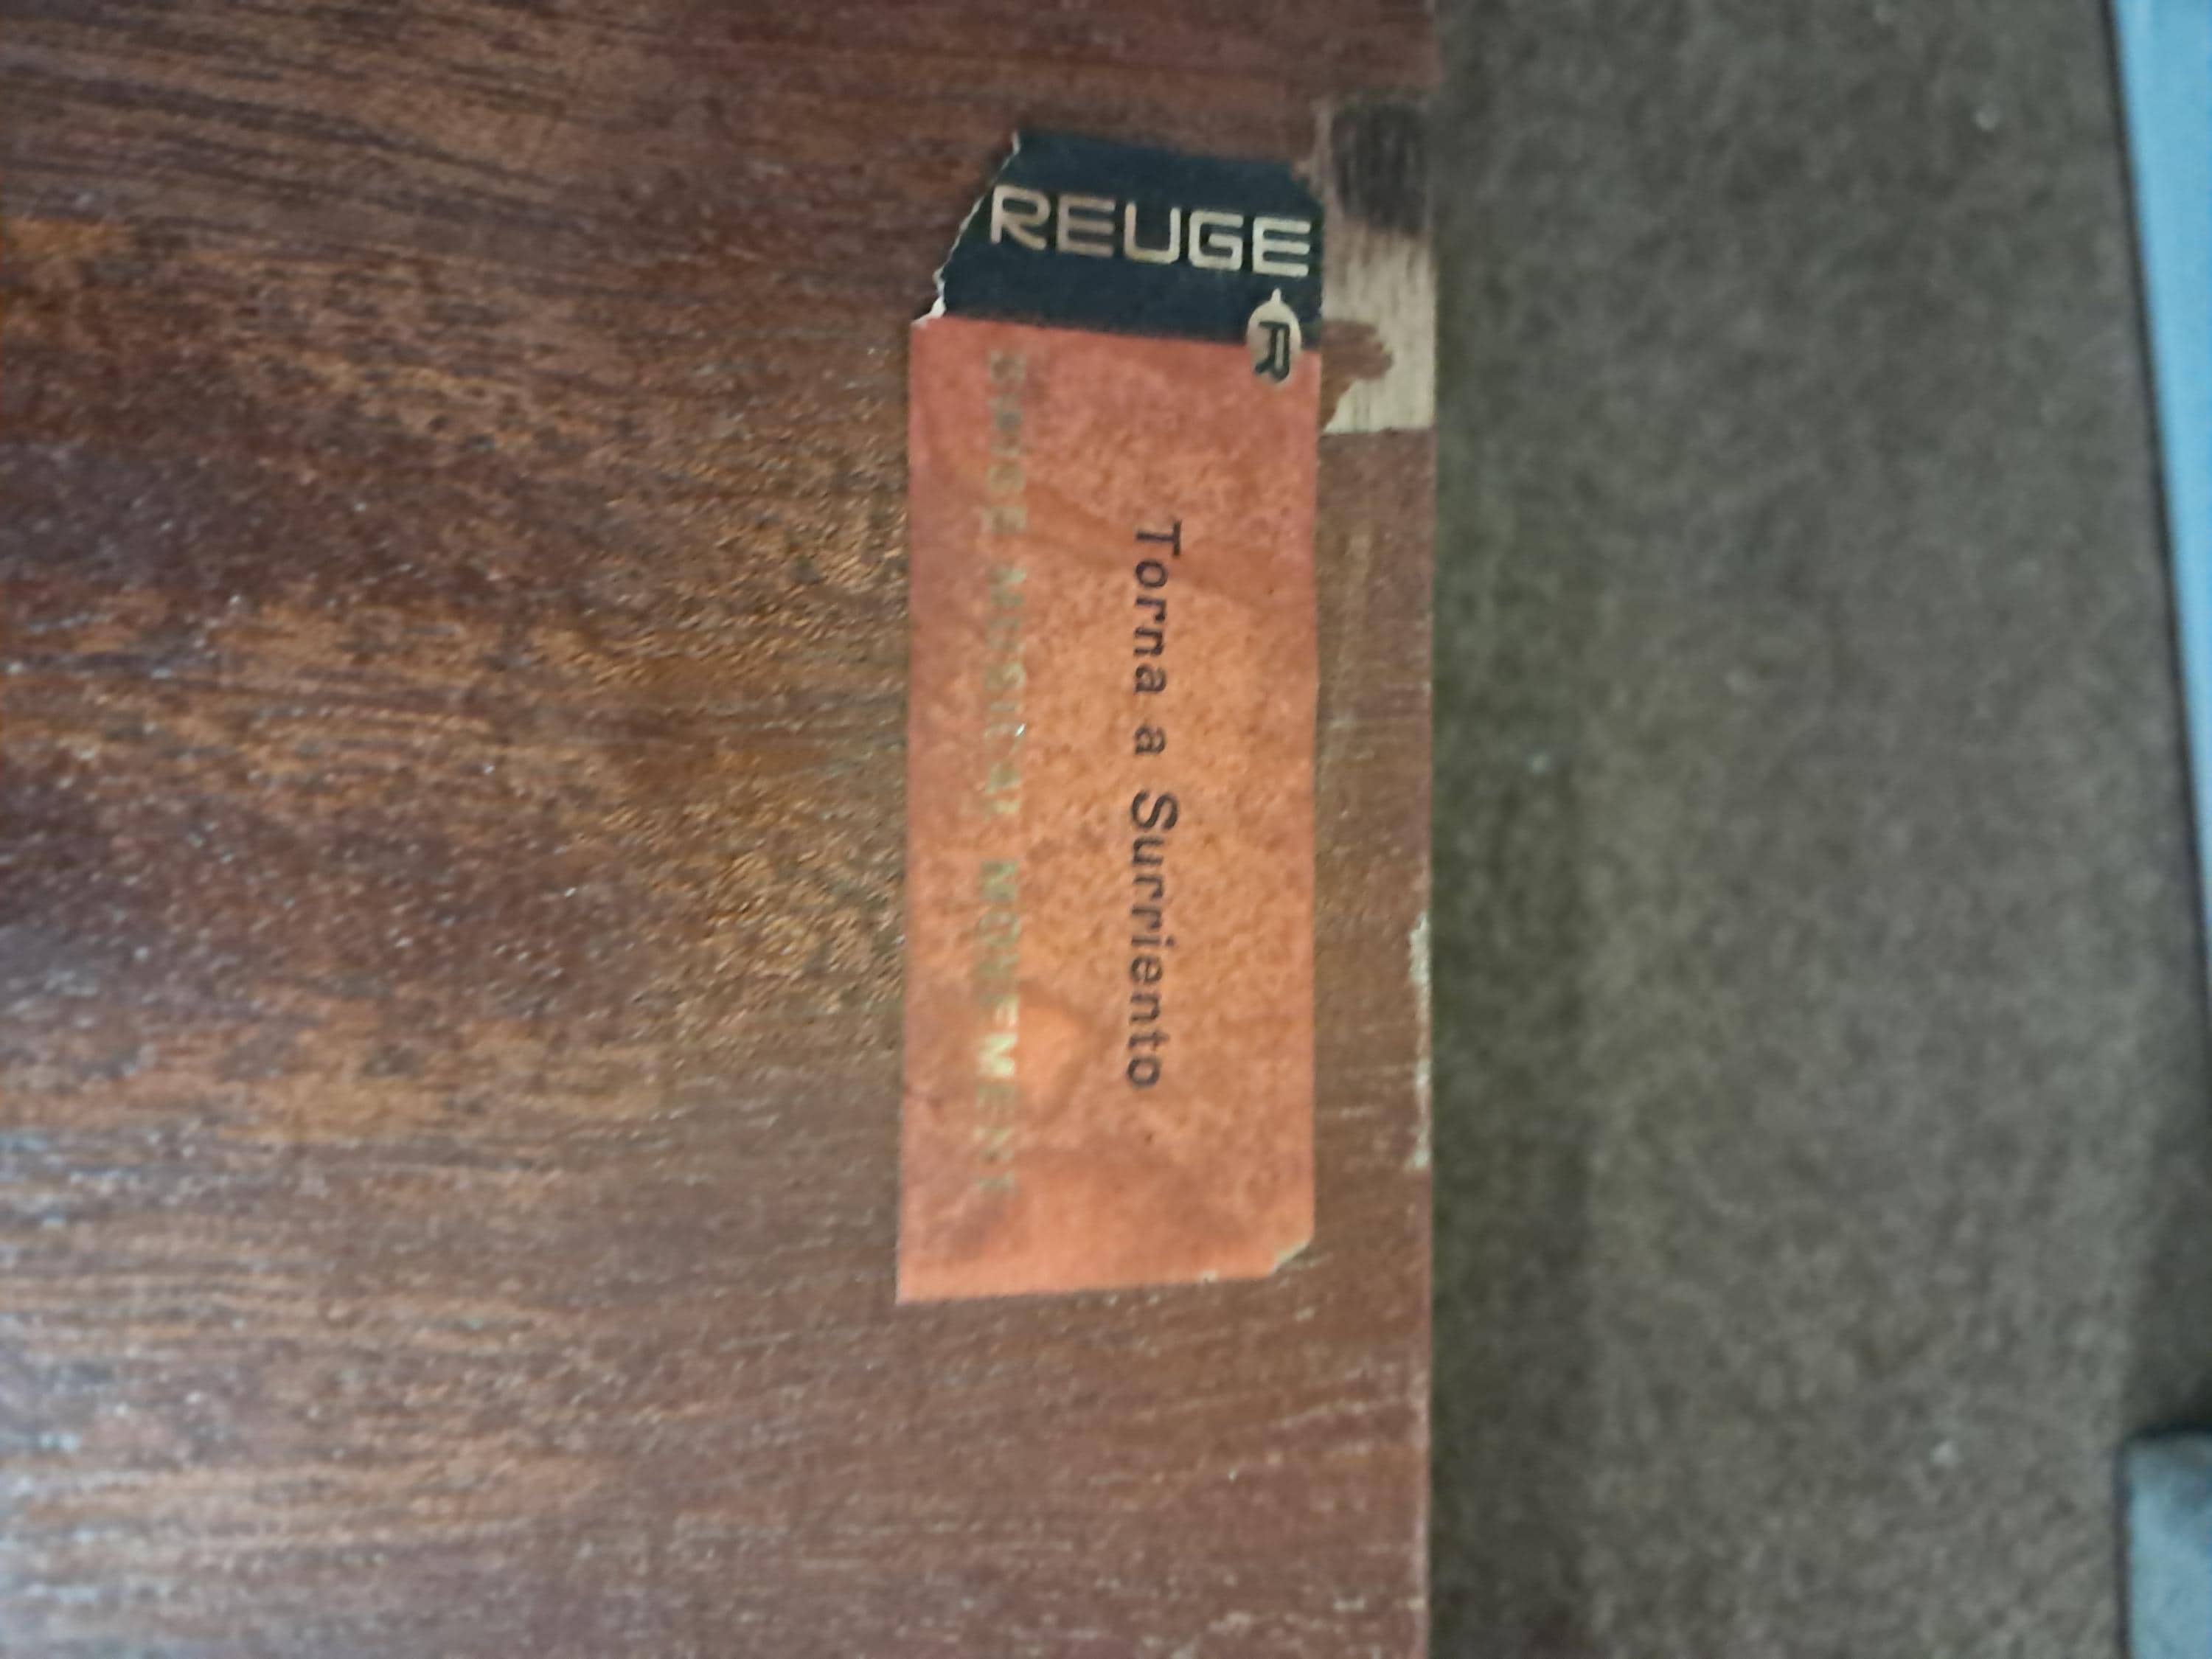 REUGE
R
Torna a Surriento
SWISS MUSICAL MOVEMENT